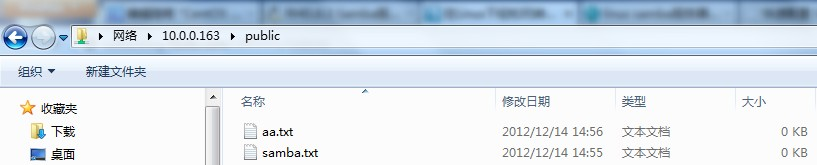 网络 ▸ 10.0.0.163 ▸ public
组织 新建文件夹
收藏夹 名称 修改日期 类型 大小
下载 aa.txt 2012/12/14 14:56 文本文档 0 KB
桌面 samba.txt 2012/12/14 14:55 文本文档 0 KB